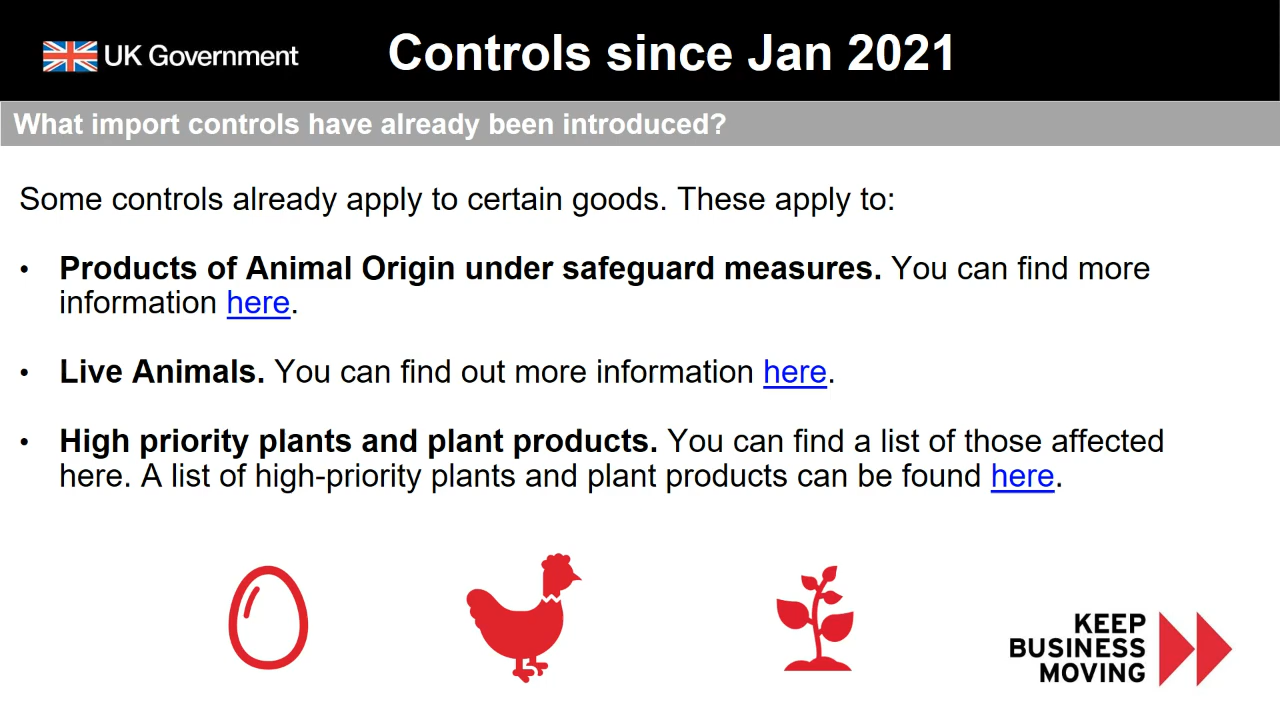 UK Government
Controls since Jan 2021
What import controls have already been introduced?
Some controls already apply to certain goods. These apply to:
• Products of Animal Origin under safeguard measures. You can find more
information here.
• Live Animals. You can find out more information here.
• High priority plants and plant products. You can find a list of those affected
here. A list of high-priority plants and plant products can be found here.
KEEP
BUSINESS
MOVING